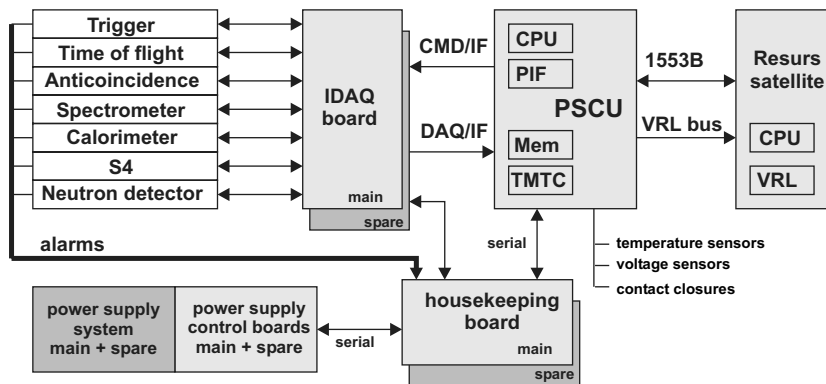 Trigger
Time of flight
Anticoincidence
Spectrometer
Calorimeter
S4
Neutron detector
IDAQ
board
main
spare
CMD/IF
DAQ/IF
CPU
PIF
PSCU
Mem
TMTC
1553B
VRL bus
Resurs
satellite
CPU
VRL
alarms
serial
temperature sensors
voltage sensors
contact closures
power supply
system
main + spare
power supply
control boards
main + spare
serial
housekeeping
board
main
spare